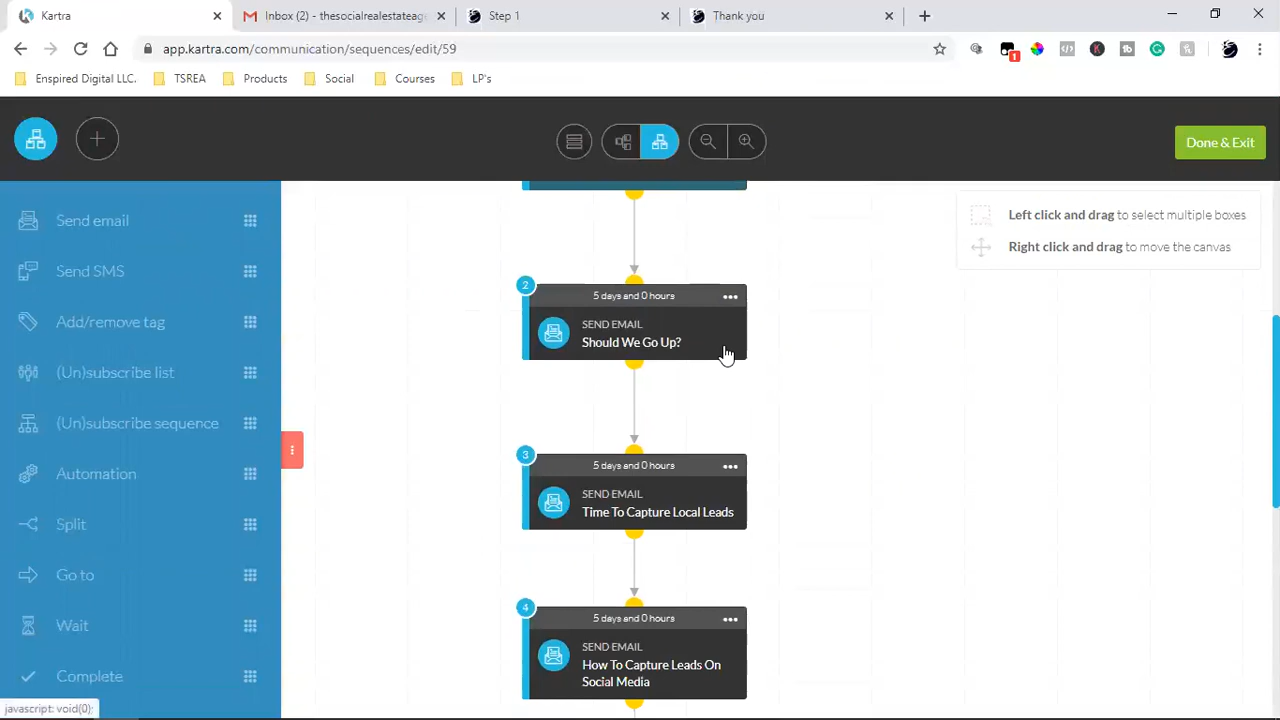 Kartra
Inbox (2) - thesocialrealestateag
Step 1
Thank you
app.kartra.com/communication/sequences/edit/59
1
Enspired Digital LLC.
TSREA
Products
Social
Courses
LP's
Done & Exit
Send email
Send SMS
Add/remove tag
(Un)subscribe list
(Un)subscribe sequence
Automation
Split
Go to
Wait
Complete
javascript: void(0);
Left click and drag to select multiple boxes
Right click and drag to move the canvas
2
5 days and 0 hours
SEND EMAIL
Should We Go Up?
3
5 days and 0 hours
SEND EMAIL
Time To Capture Local Leads
4
5 days and 0 hours
SEND EMAIL
How To Capture Leads On
Social Media